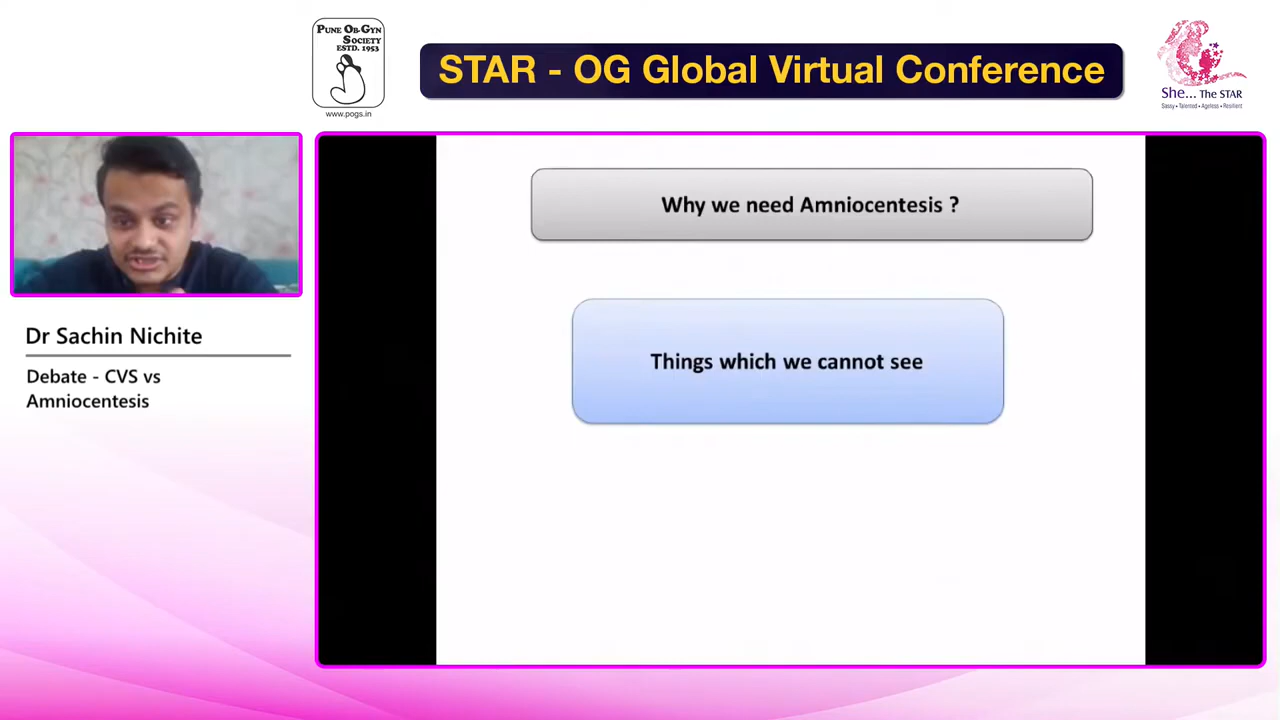 PUNE OB-GYN
SOCIETY
ESTD. 1953
www.pogs.in
STAR - OG Global Virtual Conference
She... The STAR
Sassy • Talented • Ageless • Resilient
Dr Sachin Nichite
Debate - CVS vs
Amniocentesis
Why we need Amniocentesis ?
Things which we cannot see